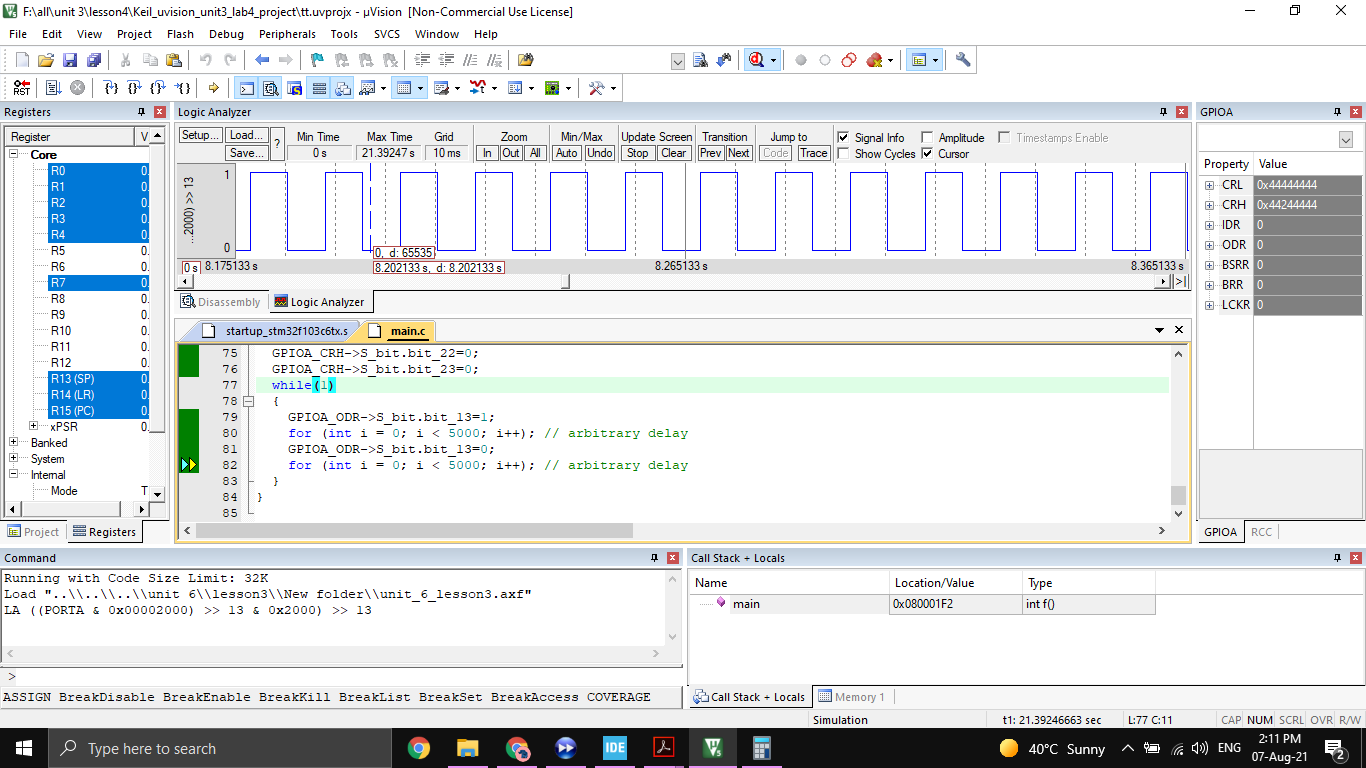 F:\all\unit 3\lesson4\Keil_uvision_unit3_lab4_project\tt.uvprojx - µVision [Non-Commercial Use License]
File Edit View Project Flash Debug Peripherals Tools SVCS Window Help
Registers
Register V
Core
R0 0.
R1 0.
R2 0.
R3 0.
R4 0.
R5 0.
R6 0.
R7 0.
R8 0.
R9 0.
R10 0.
R11 0.
R12 0.
R13 (SP) 0.
R14 (LR) 0.
R15 (PC) 0.
xPSR 0.
Banked
System
Internal
Mode T
Project Registers
Logic Analyzer
Setup... Load... Save... ?
Min Time Max Time Grid Zoom Min/Max Update Screen Transition Jump to
0 s 21.39247 s 10 ms In Out All Auto Undo Stop Clear Prev Next Code Trace
Signal Info Amplitude Timestamps Enable
Show Cycles Cursor
...2000) >> 13
1
0
0, d: 65535
0 s 8.175133 s 8.202133 s, d: 8.202133 s 8.265133 s 8.365133 s
Disassembly Logic Analyzer
startup_stm32f103c6tx.s main.c
75 GPIOA_CRH->S_bit.bit_22=0;
76 GPIOA_CRH->S_bit.bit_23=0;
77 while(1)
78 {
79 GPIOA_ODR->S_bit.bit_13=1;
80 for (int i = 0; i < 5000; i++); // arbitrary delay
81 GPIOA_ODR->S_bit.bit_13=0;
82 for (int i = 0; i < 5000; i++); // arbitrary delay
83 }
84 }
85
GPIOA
Property Value
CRL 0x44444444
CRH 0x44244444
IDR 0
ODR 0
BSRR 0
BRR 0
LCKR 0
GPIOA RCC
Command
Running with Code Size Limit: 32K
Load "..\\..\\..\\unit 6\\lesson3\\New folder\\unit_6_lesson3.axf"
LA ((PORTA & 0x00002000) >> 13 & 0x2000) >> 13
>
ASSIGN BreakDisable BreakEnable BreakKill BreakList BreakSet BreakAccess COVERAGE
Call Stack + Locals
Name Location/Value Type
main 0x080001F2 int f()
Call Stack + Locals Memory 1
Simulation t1: 21.39246663 sec L:77 C:11 CAP NUM SCRL OVR R/W
Type here to search
IDE
40°C Sunny ENG 2:11 PM
07-Aug-21
2